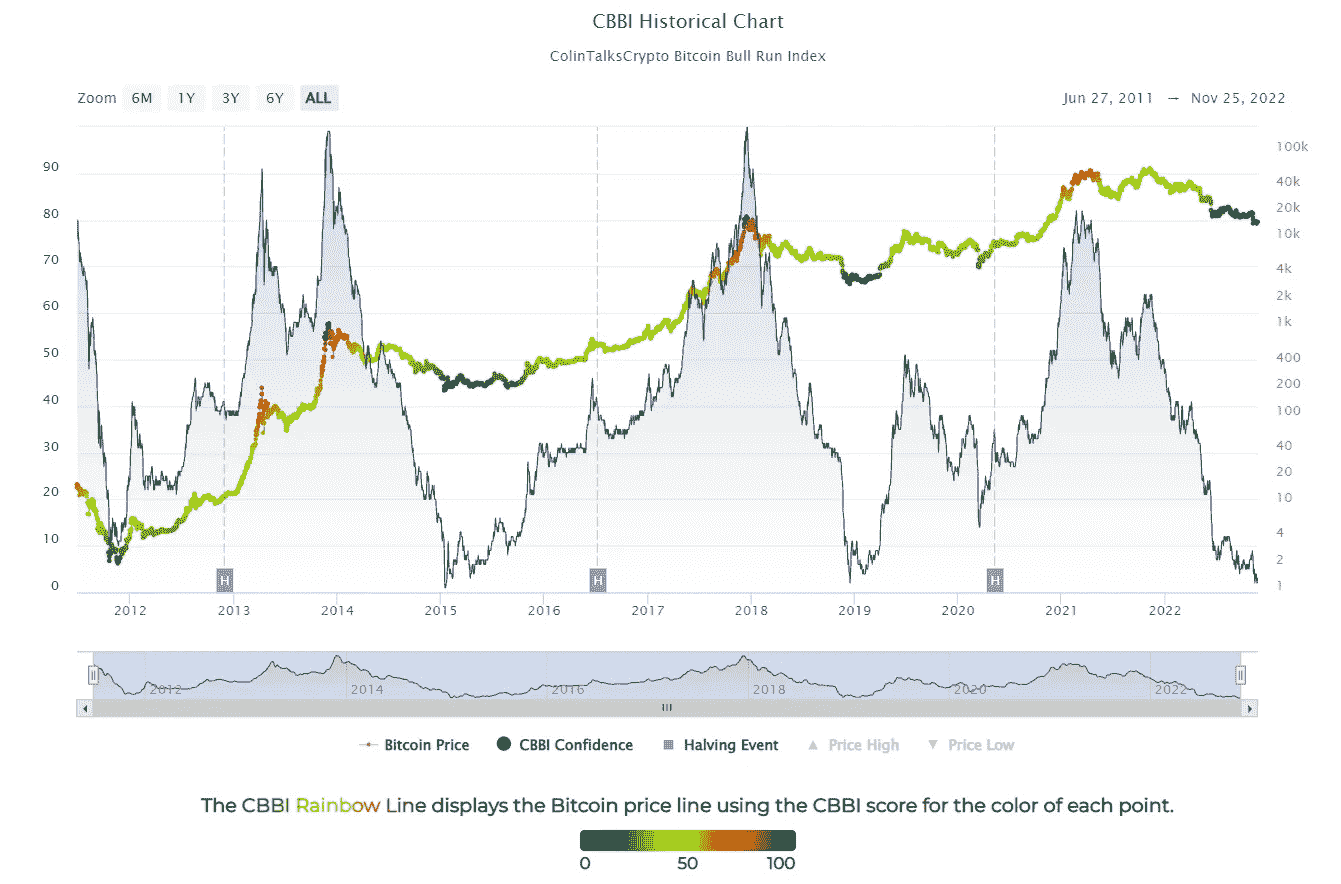 CBBI Historical Chart
ColinTalksCrypto Bitcoin Bull Run Index
Zoom 6M 1Y 3Y 6Y ALL Jun 27, 2011 → Nov 25, 2022
100k
90
40k
80
20k
10k
70
4k
60
2k
1k
50
400
200
40
100
30
40
20
20
10
10
4
2
0
1
H H H
2012 2013 2014 2015 2016 2017 2018 2019 2020 2021 2022
2012 2014 2016 2018 2020 2022
Bitcoin Price CBBI Confidence Halving Event Price High Price Low
The CBBI Rainbow Line displays the Bitcoin price line using the CBBI score for the color of each point.
0 50 100